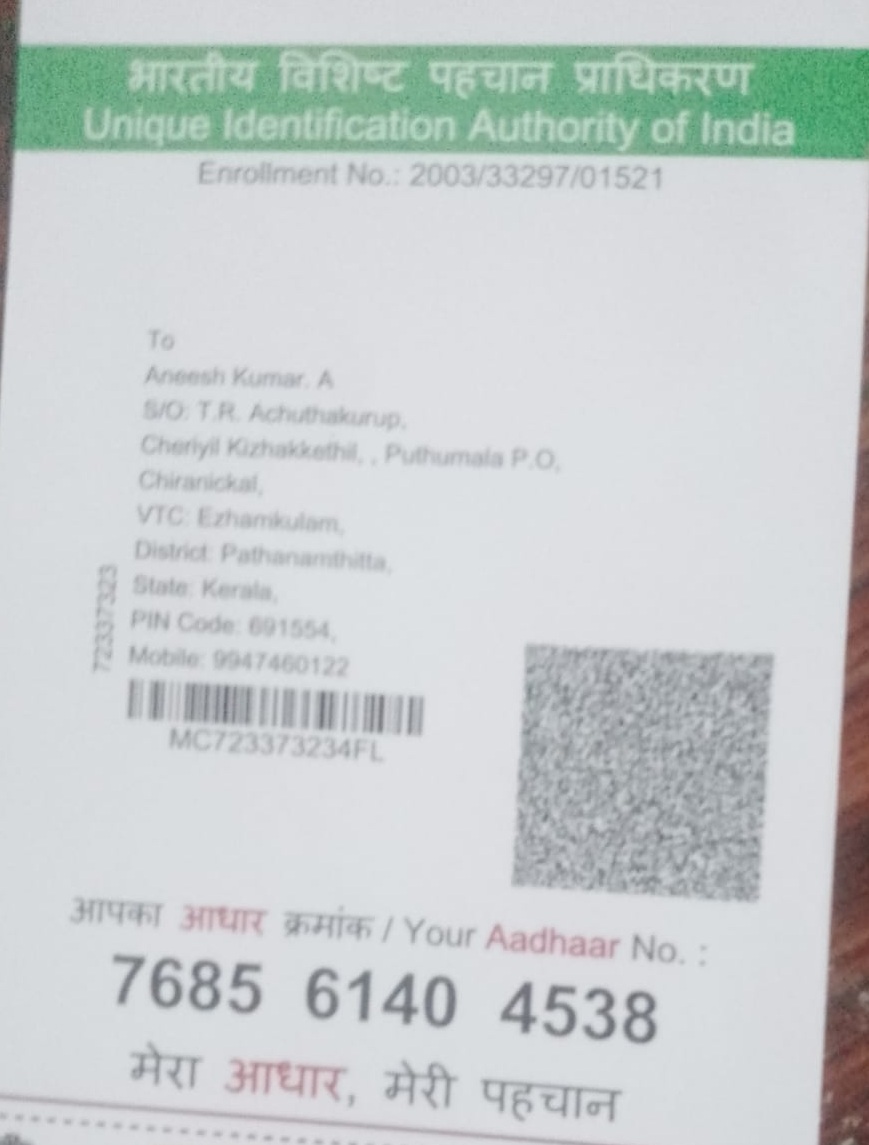 भारतीय विशिष्ट पहचान प्राधिकरण
Unique Identification Authority of India
Enrollment No.: 2003/33297/01521
To
Aneesh Kumar. A
S/O: T.R. Achuthakurup,
Cheriyil Kizhakkethil, , Puthumala P.O,
Chiranickal,
VTC: Ezhamkulam,
District: Pathanamthitta,
State: Kerala,
PIN Code: 691554,
Mobile: 9947460122
72337323
MC723373234FL
आपका आधार क्रमांक / Your Aadhaar No. :
7685 6140 4538
मेरा आधार, मेरी पहचान